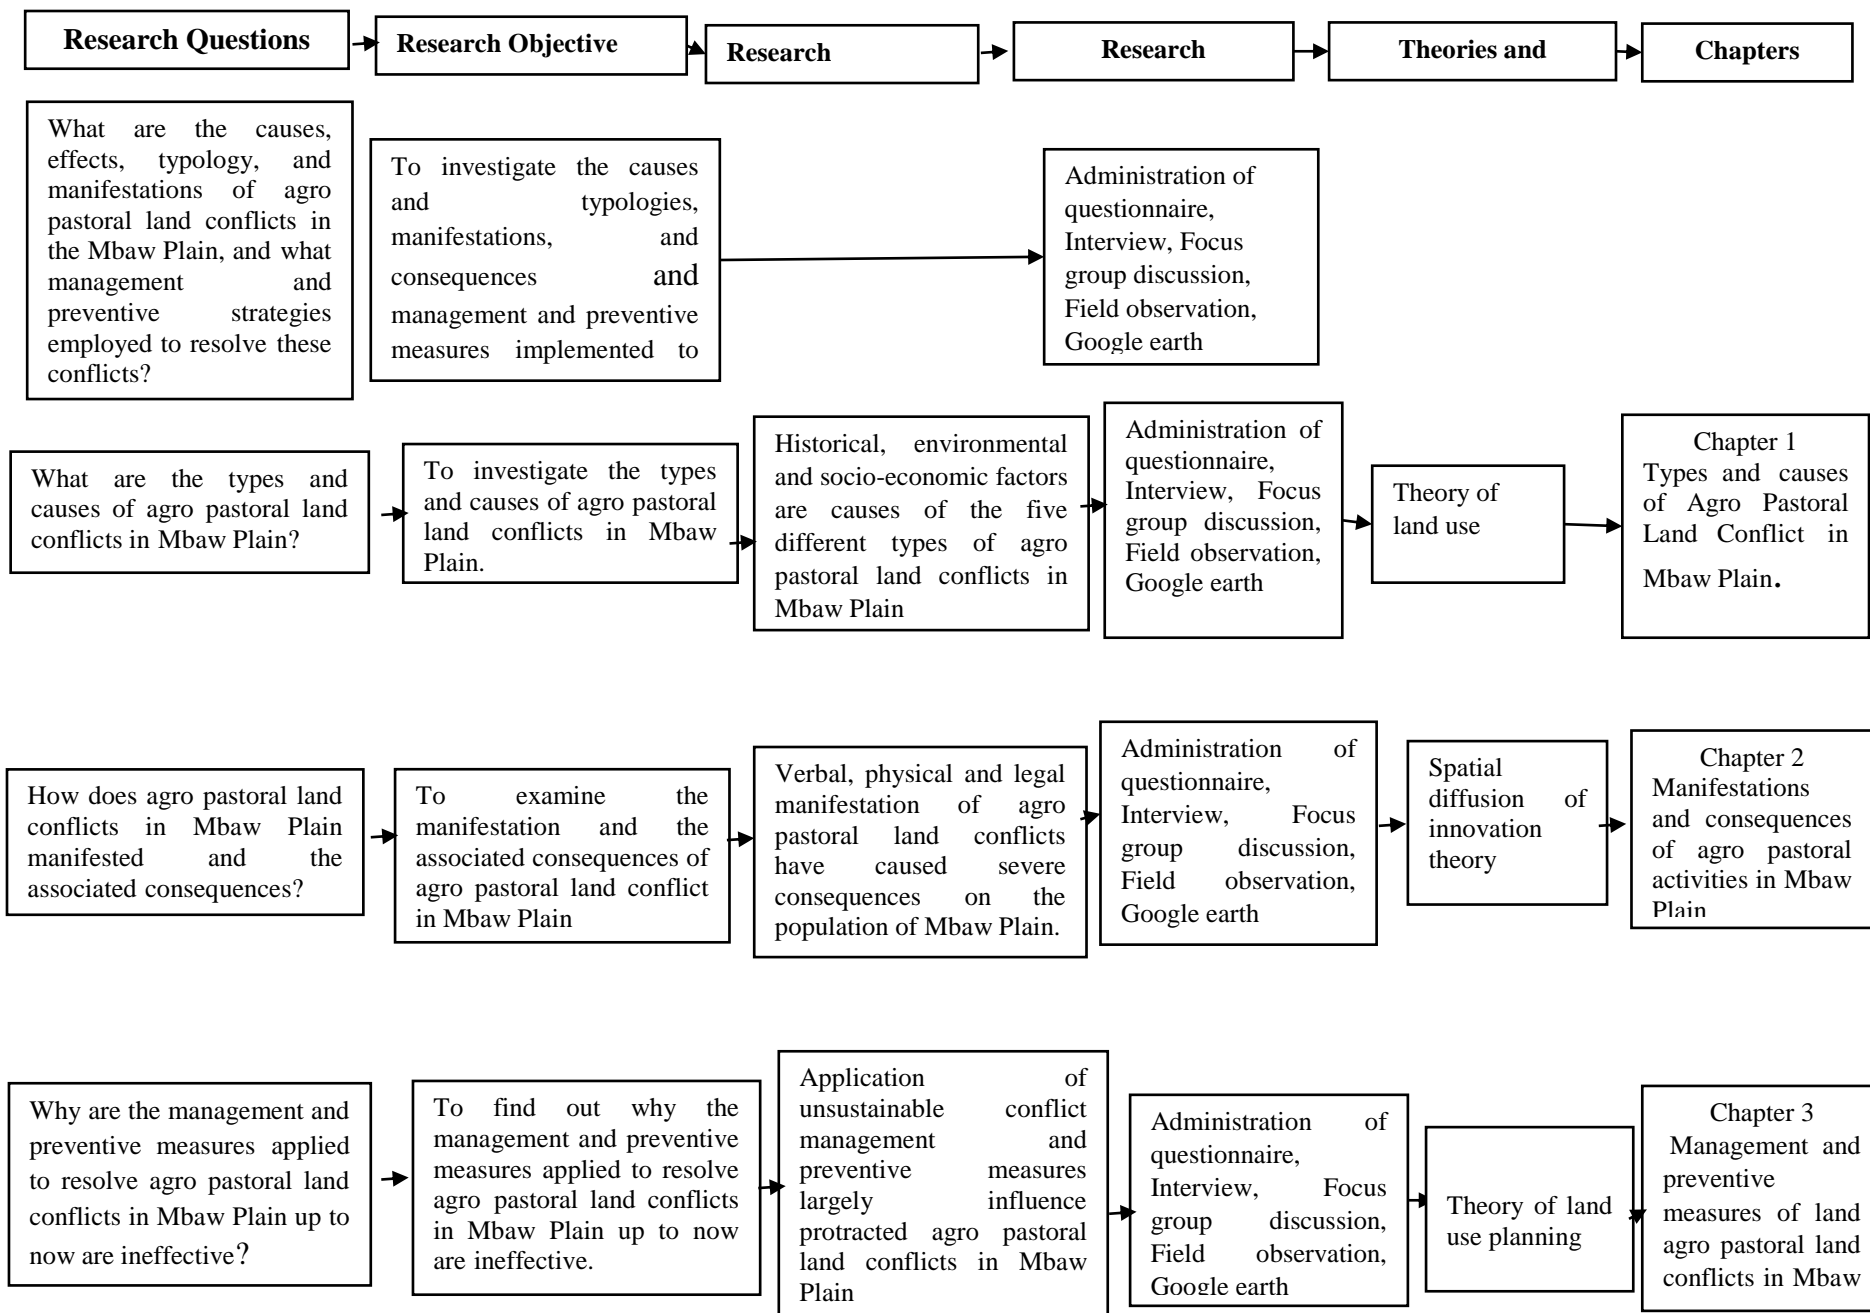 Research Questions
Research Objective
Research
Research
Theories and
Chapters
What are the causes,
effects, typology, and
manifestations of agro
pastoral land conflicts in
the Mbaw Plain, and what
management and
preventive strategies
employed to resolve these
conflicts?
To investigate the causes
and typologies,
manifestations, and
consequences and
management and preventive
measures implemented to
Administration of
questionnaire,
Interview, Focus
group discussion,
Field observation,
Google earth
What are the types and
causes of agro pastoral land
conflicts in Mbaw Plain?
To investigate the types
and causes of agro pastoral
land conflicts in Mbaw
Plain.
Historical, environmental
and socio-economic factors
are causes of the five
different types of agro
pastoral land conflicts in
Mbaw Plain
Administration of
questionnaire,
Interview, Focus
group discussion,
Field observation,
Google earth
Theory of
land use
Chapter 1
Types and causes
of Agro Pastoral
Land Conflict in
Mbaw Plain.
How does agro pastoral land
conflicts in Mbaw Plain
manifested and the
associated consequences?
To examine the
manifestation and the
associated consequences of
agro pastoral land conflict
in Mbaw Plain
Verbal, physical and legal
manifestation of agro
pastoral land conflicts
have caused severe
consequences on the
population of Mbaw Plain.
Administration of
questionnaire,
Interview, Focus
group discussion,
Field observation,
Google earth
Spatial
diffusion of
innovation
theory
Chapter 2
Manifestations
and consequences
of agro pastoral
activities in Mbaw
Plain
Why are the management and
preventive measures applied
to resolve agro pastoral land
conflicts in Mbaw Plain up to
now are ineffective?
To find out why the
management and preventive
measures applied to resolve
agro pastoral land conflicts
in Mbaw Plain up to now
are ineffective.
Application of
unsustainable conflict
management and
preventive measures
largely influence
protracted agro pastoral
land conflicts in Mbaw
Plain
Administration of
questionnaire,
Interview, Focus
group discussion,
Field observation,
Google earth
Theory of land
use planning
Chapter 3
Management and
preventive
measures of land
agro pastoral land
conflicts in Mbaw